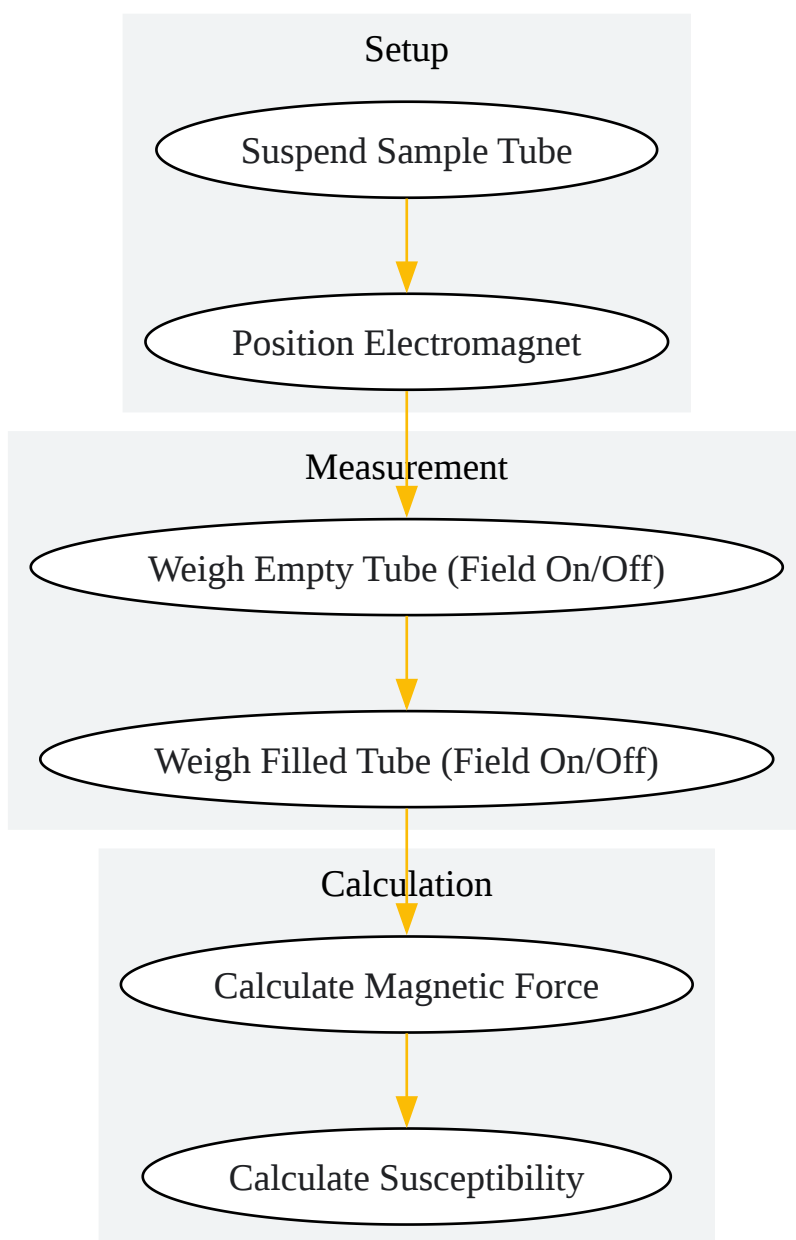 Setup
Suspend Sample Tube
Position Electromagnet
Measurement
Weigh Empty Tube (Field On/Off)
Weigh Filled Tube (Field On/Off)
Calculation
Calculate Magnetic Force
Calculate Susceptibility